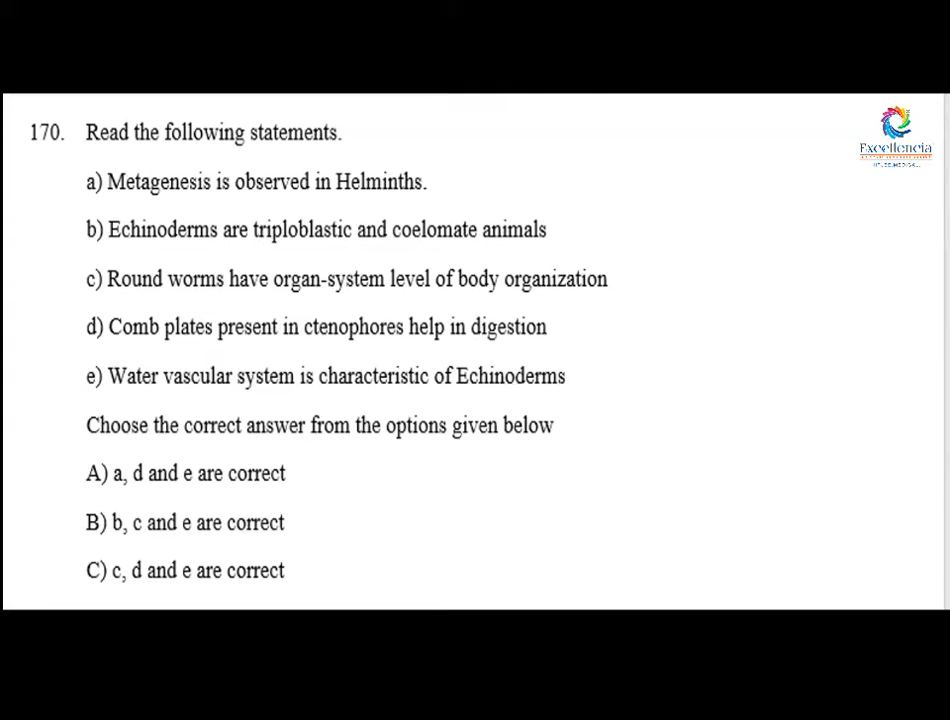 Excellencia
170. Read the following statements.
a) Metagenesis is observed in Helminths.
b) Echinoderms are triploblastic and coelomate animals
c) Round worms have organ-system level of body organization
d) Comb plates present in ctenophores help in digestion
e) Water vascular system is characteristic of Echinoderms
Choose the correct answer from the options given below
A) a, d and e are correct
B) b, c and e are correct
C) c, d and e are correct